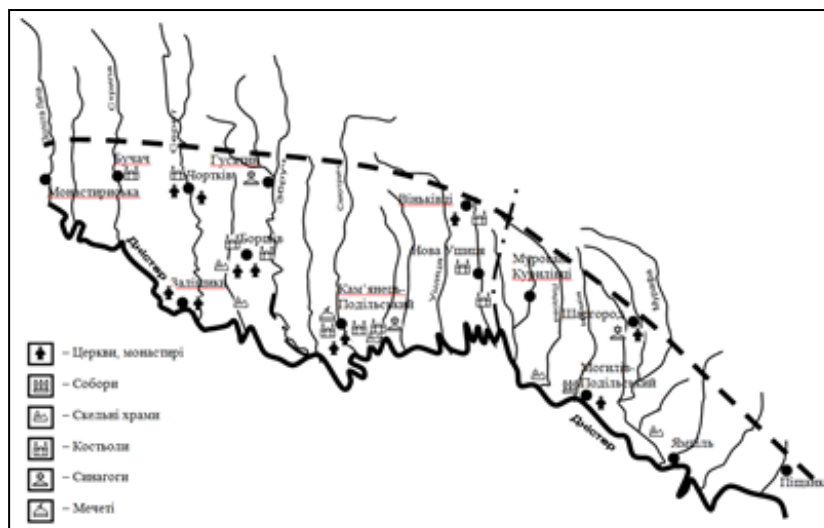 Стрипа
Серет
Збруч
Смотрич
Бучач
Гусятин
Чортків
Монастириська
Дністер
Борщів
Заліщики
Віньківці
Нова Ушиця
Ушиця
Муровані
Курилівці
Мурафа
Шаргород
Кам’янець-
Подільський
Могилів-
Подільський
Дністер
Ямпіль
Піщанка
– Церкви, монастирі
– Собори
– Скельні храми
– Костьоли
– Синагоги
– Мечеті